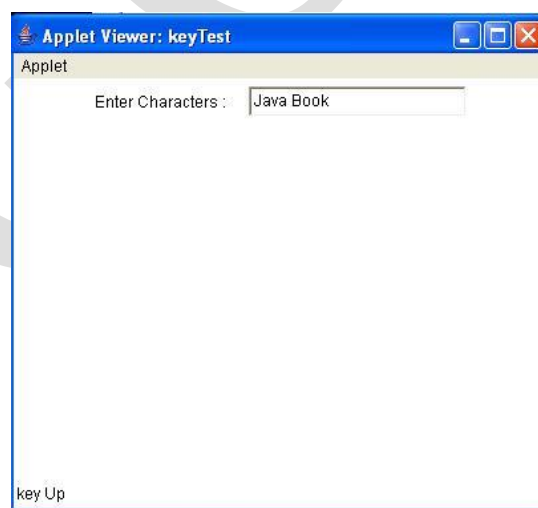 Applet Viewer: keyTest
Applet
Enter Characters : Java Book
key Up